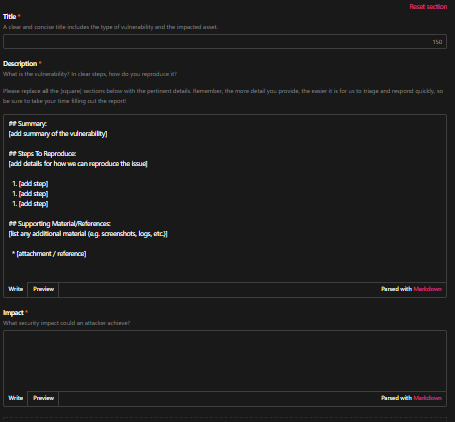 Reset section
Title *
A clear and concise title includes the type of vulnerability and the impacted asset.
150
Description *
What is the vulnerability? In clear steps, how do you reproduce it?
Please replace all the [square] sections below with the pertinent details. Remember, the more detail you provide, the easier it is for us to triage and respond quickly, so
be sure to take your time filling out the report!
## Summary:
[add summary of the vulnerability]
## Steps To Reproduce:
[add details for how we can reproduce the issue]
1. [add step]
1. [add step]
1. [add step]
## Supporting Material/References:
[list any additional material (e.g. screenshots, logs, etc.)]
* [attachment / reference]
Write Preview Parsed with Markdown
Impact *
What security impact could an attacker achieve?
Write Preview Parsed with Markdown